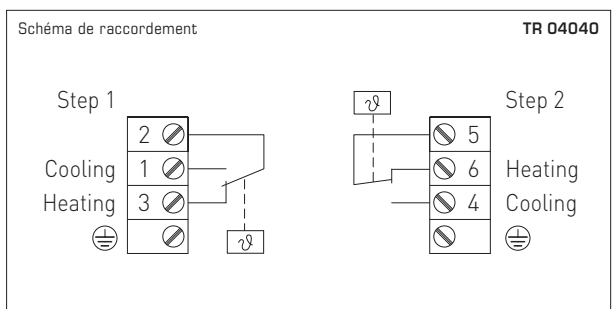 Schéma de raccordement TR 04040
Step 1
2
Cooling 1
Heating 3
ϑ
ϑ
Step 2
5
6 Heating
4 Cooling